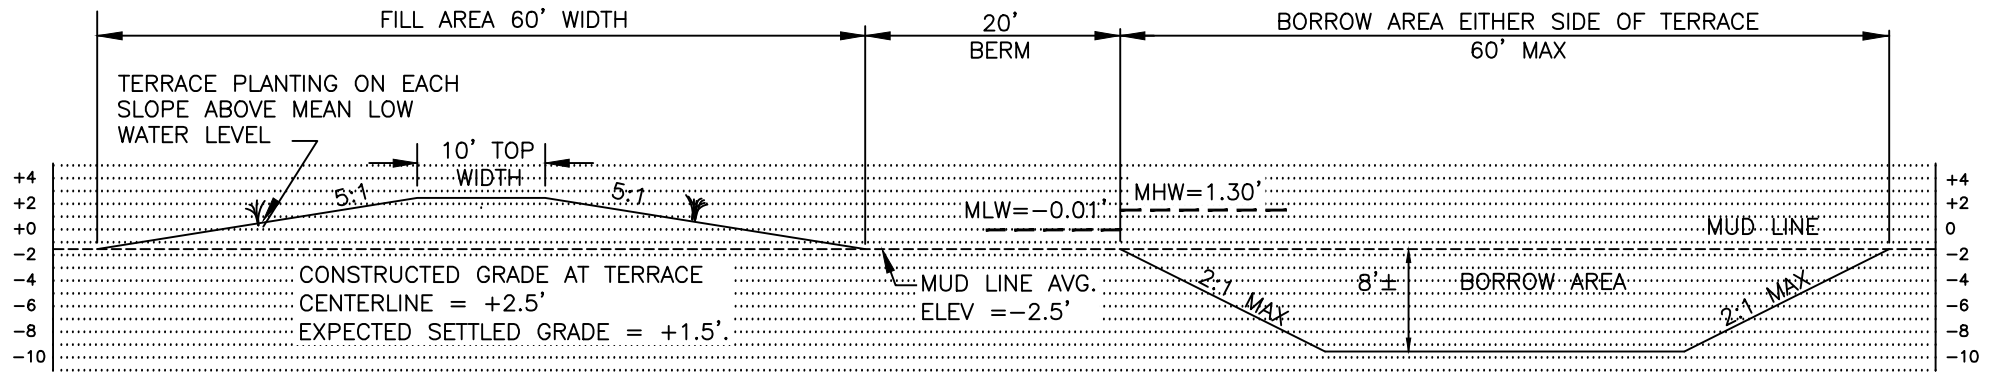 FILL AREA 60' WIDTH
20'
BERM
BORROW AREA EITHER SIDE OF TERRACE
60' MAX
TERRACE PLANTING ON EACH
SLOPE ABOVE MEAN LOW
WATER LEVEL
10' TOP
WIDTH
5:1
5:1
MLW=-0.01'
MHW=1.30'
MUD LINE
+4
+2
+0
-2
-4
-6
-8
-10
CONSTRUCTED GRADE AT TERRACE
CENTERLINE = +2.5'
EXPECTED SETTLED GRADE = +1.5'.
MUD LINE AVG.
ELEV =-2.5'
2:1 MAX
8'±
BORROW AREA
2:1 MAX
+4
+2
0
-2
-4
-6
-8
-10